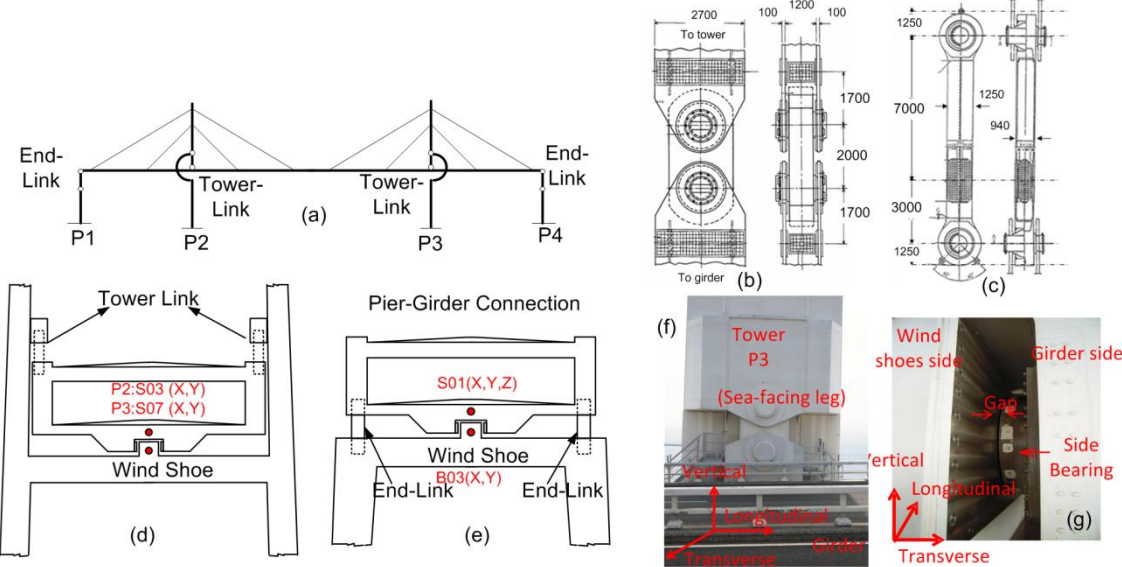 (a)
End-
Link
Tower-
Link
Tower-
Link
End-
Link
P1
P2
P3
P4
2700
1200
100
100
To tower
1700
2000
1700
To girder
(b)
1250
7000
1250
940
3000
1250
(c)
Tower Link
P2:S03 (X,Y)
P3:S07 (X,Y)
Wind Shoe
(d)
Pier-Girder Connection
S01(X,Y,Z)
Wind Shoe
B03(X,Y)
End-Link
End-Link
(e)
(f)
Tower
P3
(Sea-facing leg)
Vertical
Longitudinal
Transverse
Girder
Wind
shoes side
Girder side
Gap
Side
Bearing
Vertical
Longitudinal
Transverse
(g)